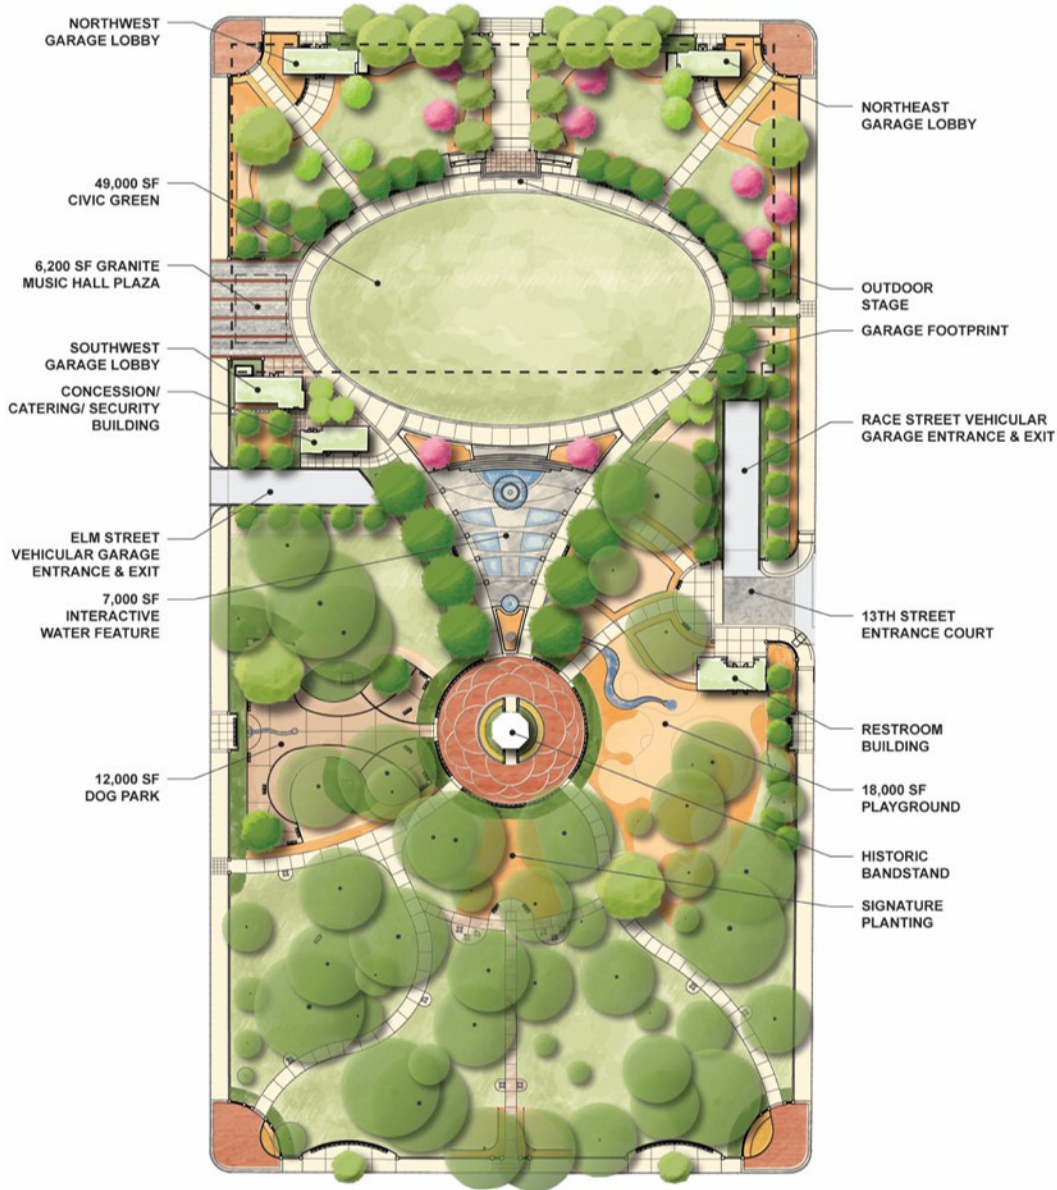 NORTHWEST
GARAGE LOBBY
49,000 SF
CIVIC GREEN
6,200 SF GRANITE
MUSIC HALL PLAZA
SOUTHWEST
GARAGE LOBBY
CONCESSION/
CATERING/ SECURITY
BUILDING
ELM STREET
VEHICULAR GARAGE
ENTRANCE & EXIT
7,000 SF
INTERACTIVE
WATER FEATURE
12,000 SF
DOG PARK
NORTHEAST
GARAGE LOBBY
OUTDOOR
STAGE
GARAGE FOOTPRINT
RACE STREET VEHICULAR
GARAGE ENTRANCE & EXIT
13TH STREET
ENTRANCE COURT
RESTROOM
BUILDING
18,000 SF
PLAYGROUND
HISTORIC
BANDSTAND
SIGNATURE
PLANTING